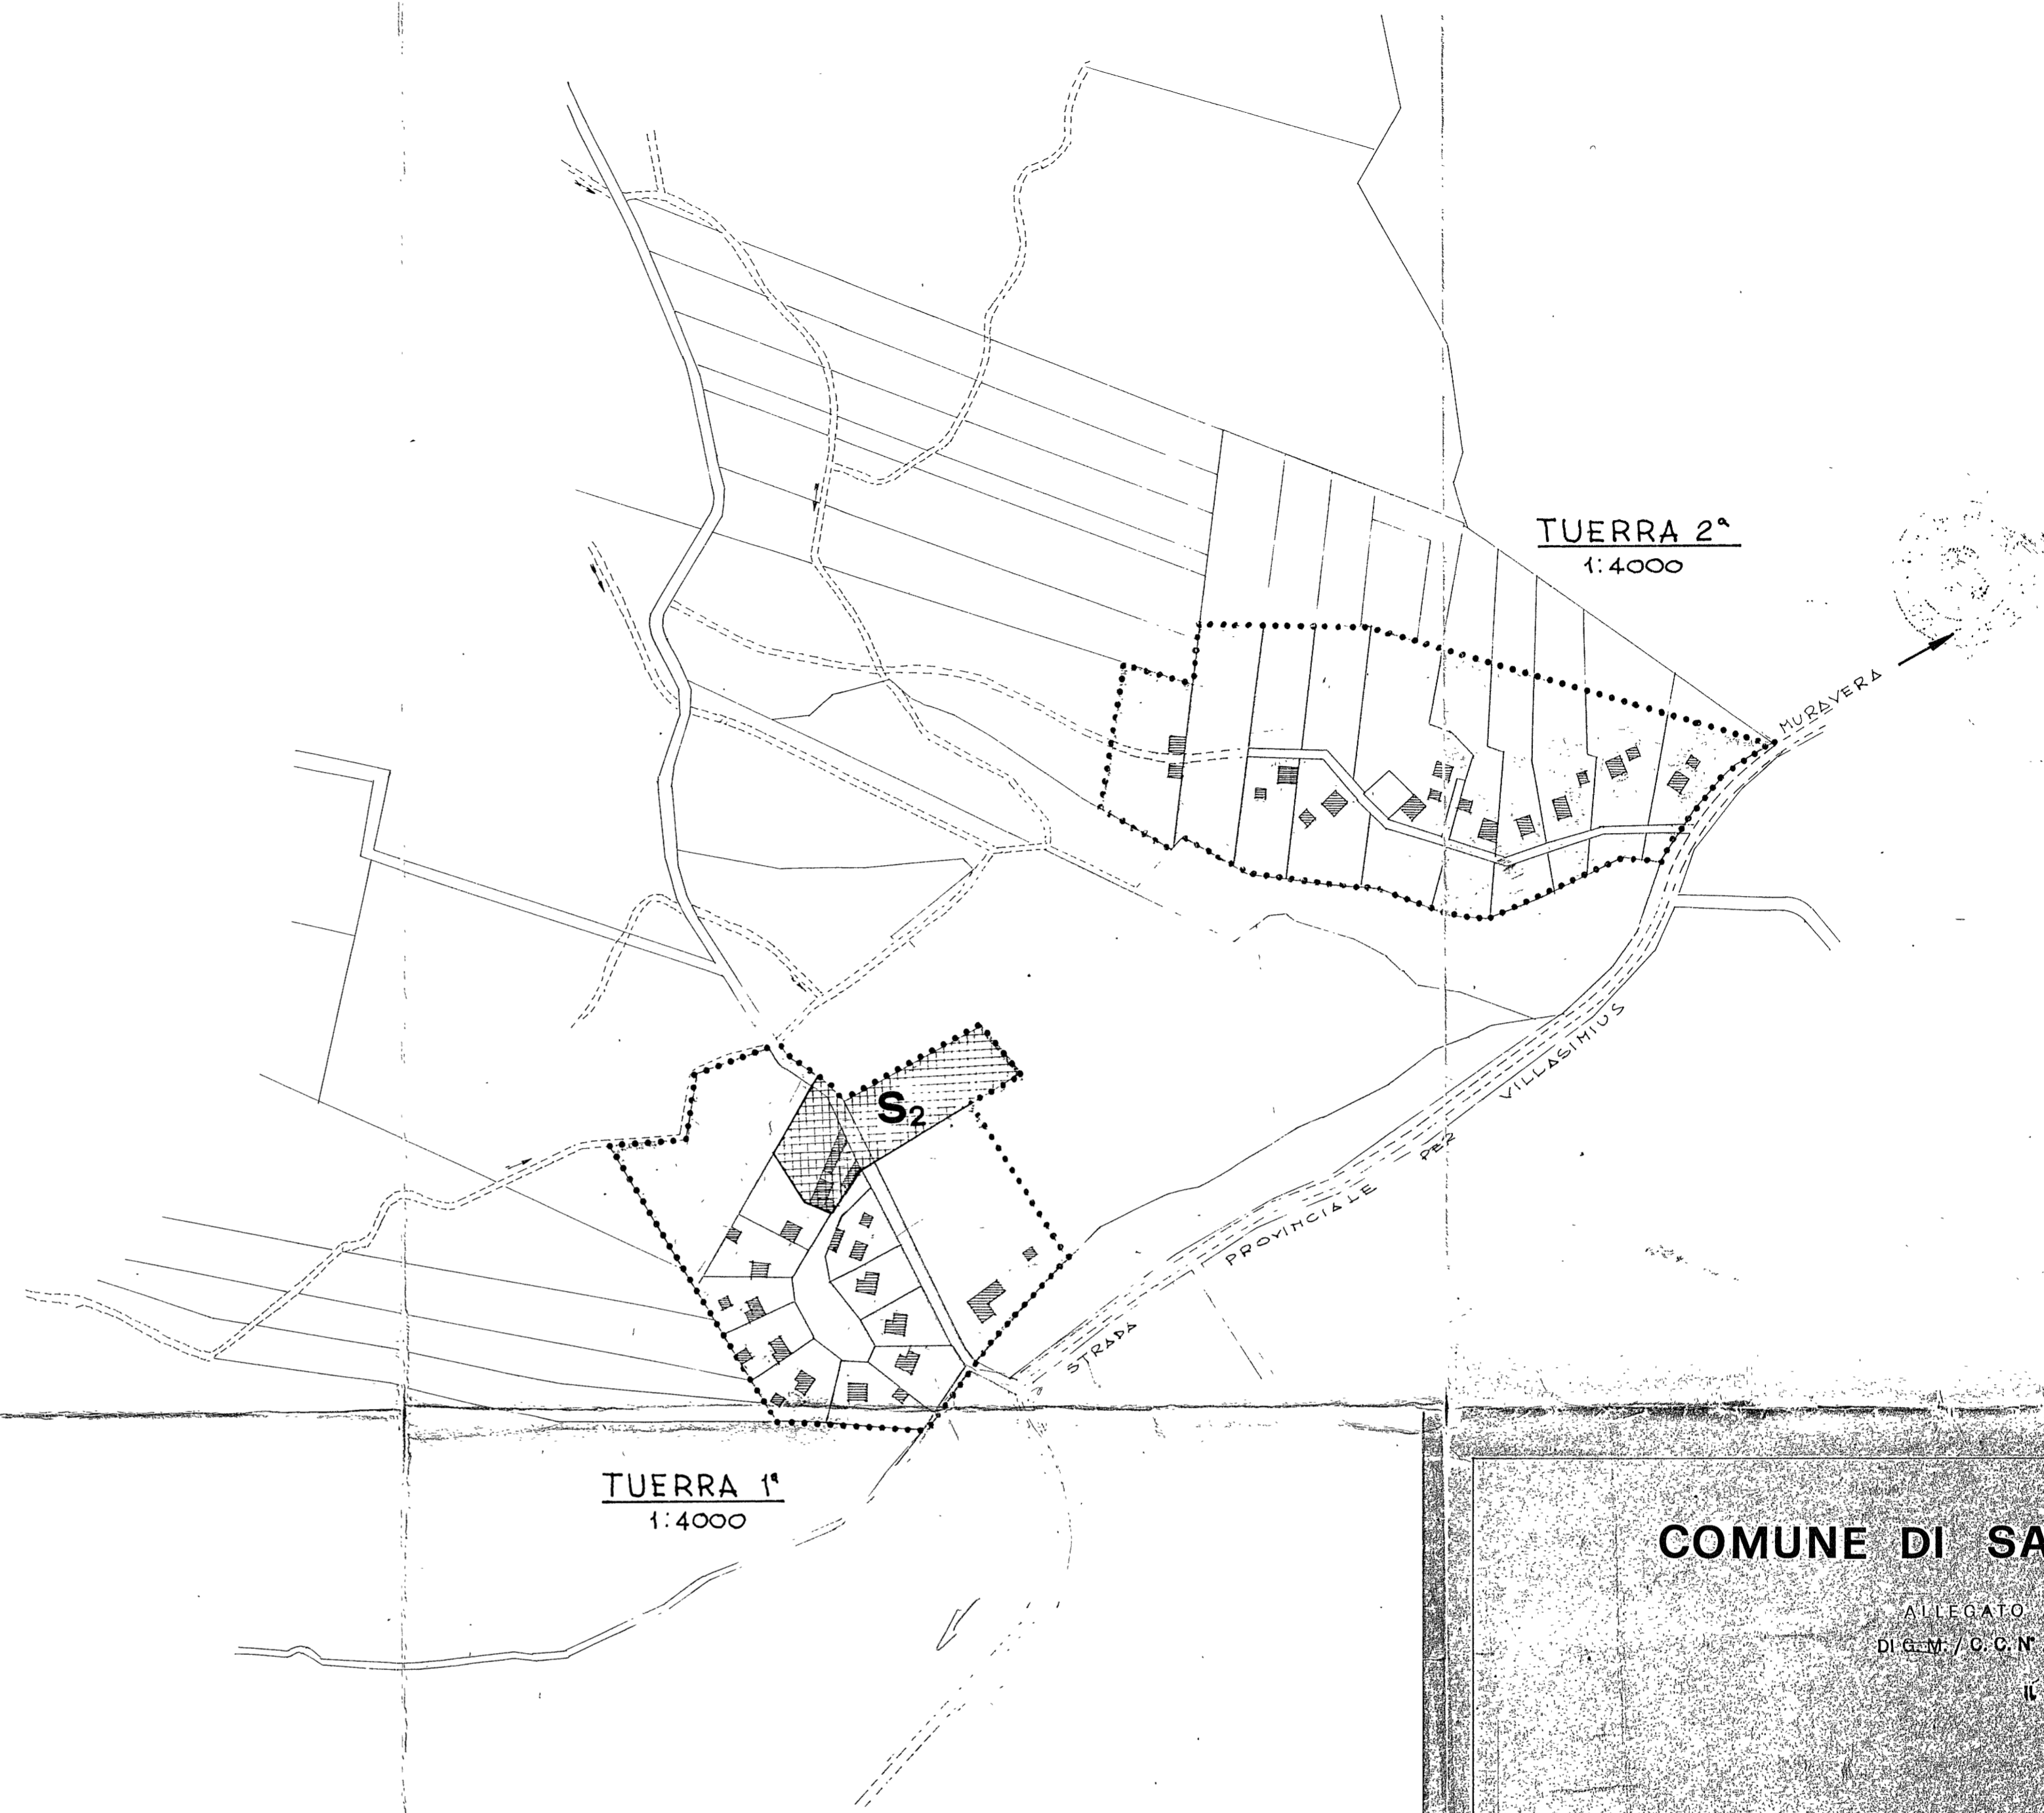 TUERRA 2ª
1:4000
MURAVERA
S2
STRADA PROVINCIALE PER VILLASIMIUS
TUERRA 1ª
1:4000
COMUNE DI SA
ALLEGATO
DI G. M. / C. C. N°
IL